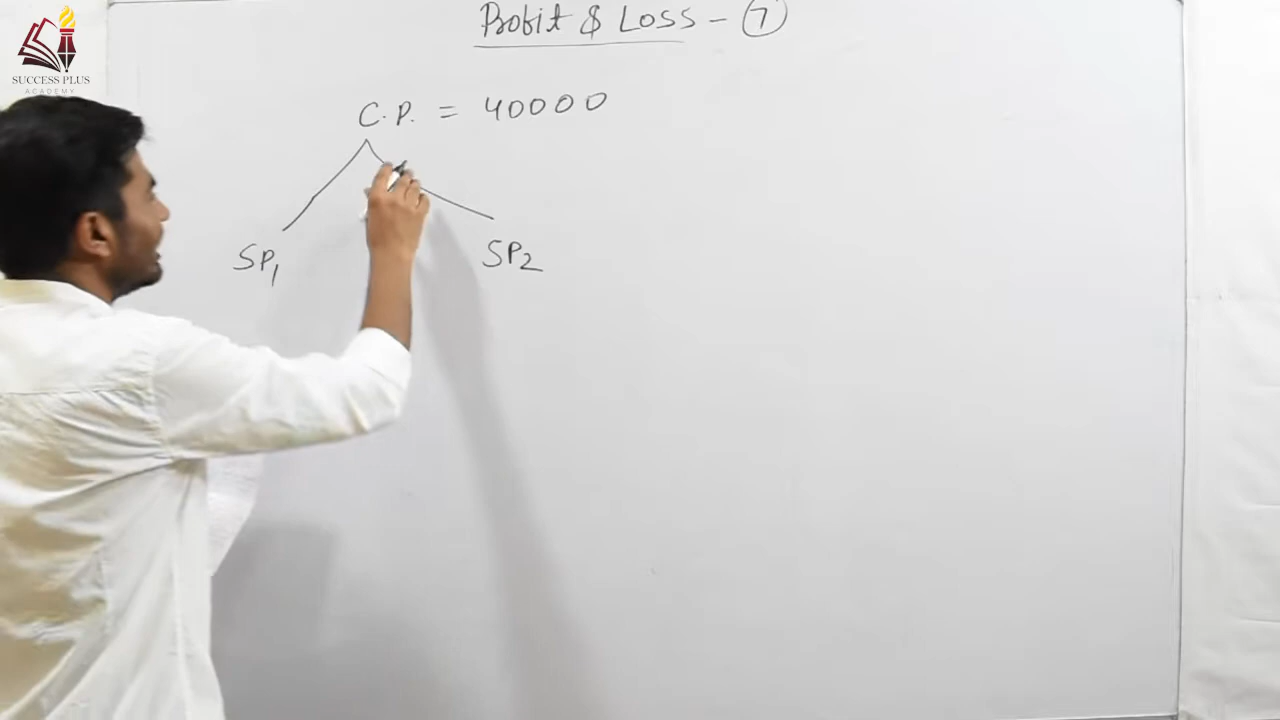 SUCCESS PLUS
ACADEMY
Profit & Loss - 7
C.P. = 40000
SP1 SP2